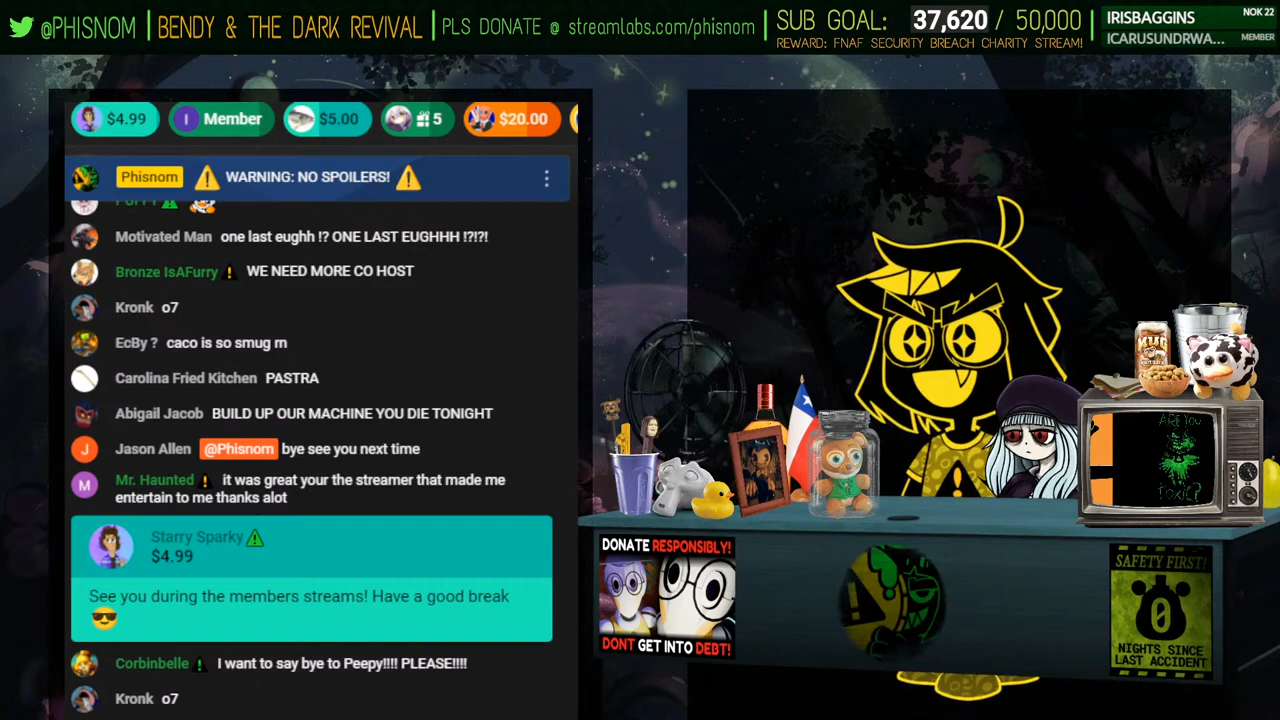 @PHISNOM | BENDY & THE DARK REVIVAL | PLS DONATE @ streamlabs.com/phisnom
SUB GOAL: 37,620 / 50,000
REWARD: FNAF SECURITY BREACH CHARITY STREAM!
IRISBAGGINS NOK 22
ICARUSUNDRWA... MEMBER
$4.99 I Member $5.00 5 $20.00
Phisnom ⚠️ WARNING: NO SPOILERS! ⚠️
Motivated Man one last eughh !? ONE LAST EUGHHH !?!?!
Bronze IsAFurry WE NEED MORE CO HOST
Kronk o7
EcBy ? caco is so smug rn
Carolina Fried Kitchen PASTRA
Abigail Jacob BUILD UP OUR MACHINE YOU DIE TONIGHT
J Jason Allen @Phisnom bye see you next time
M Mr. Haunted it was great your the streamer that made me
entertain to me thanks alot
Starry Sparky
$4.99
See you during the members streams! Have a good break
😎
Corbinbelle I want to say bye to Peepy!!!! PLEASE!!!!
Kronk o7
MUG
ARE YOU
TOXIC?
DONATE RESPONSIBLY!
DONT GET INTO DEBT!
SAFETY FIRST!
0
NIGHTS SINCE
LAST ACCIDENT